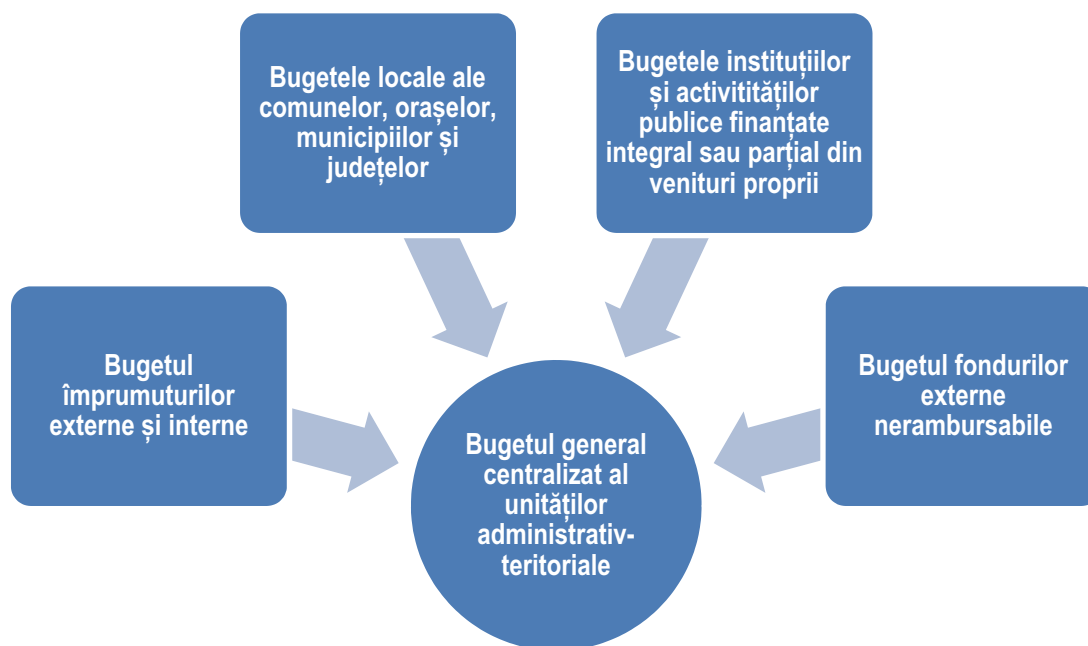 Bugetele locale ale
comunelor, orașelor,
municipiilor și
județelor
Bugetele instituțiilor
și activitităților
publice finanțate
integral sau parțial din
venituri proprii
Bugetul
împrumuturilor
externe și interne
Bugetul fondurilor
externe
nerambursabile
Bugetul general
centralizat al
unităților
administrativ-
teritoriale